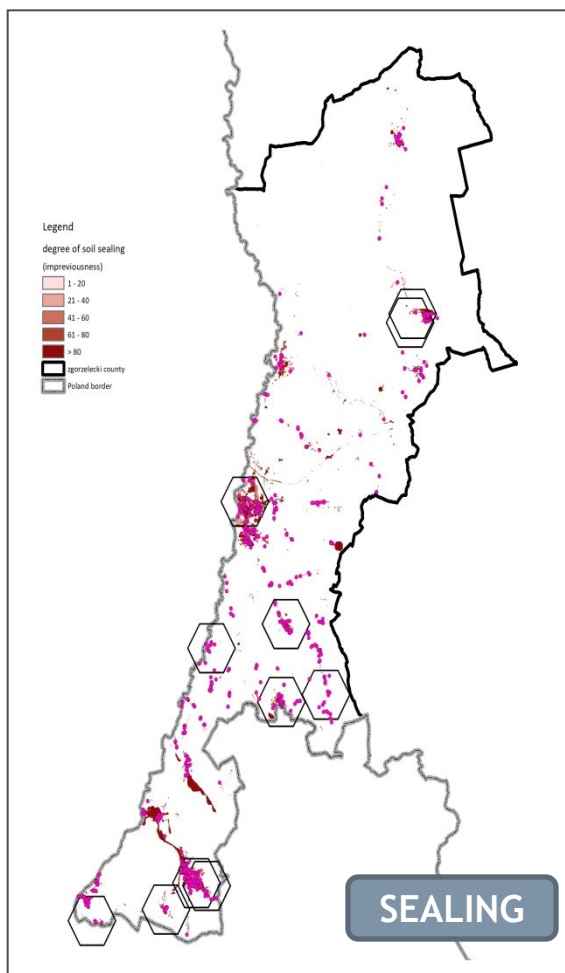 Legend
degree of soil sealing
(impreviousness)
1 - 20
21 - 40
41 - 60
61 - 80
> 80
zgorzelecki county
Poland border
SEALING